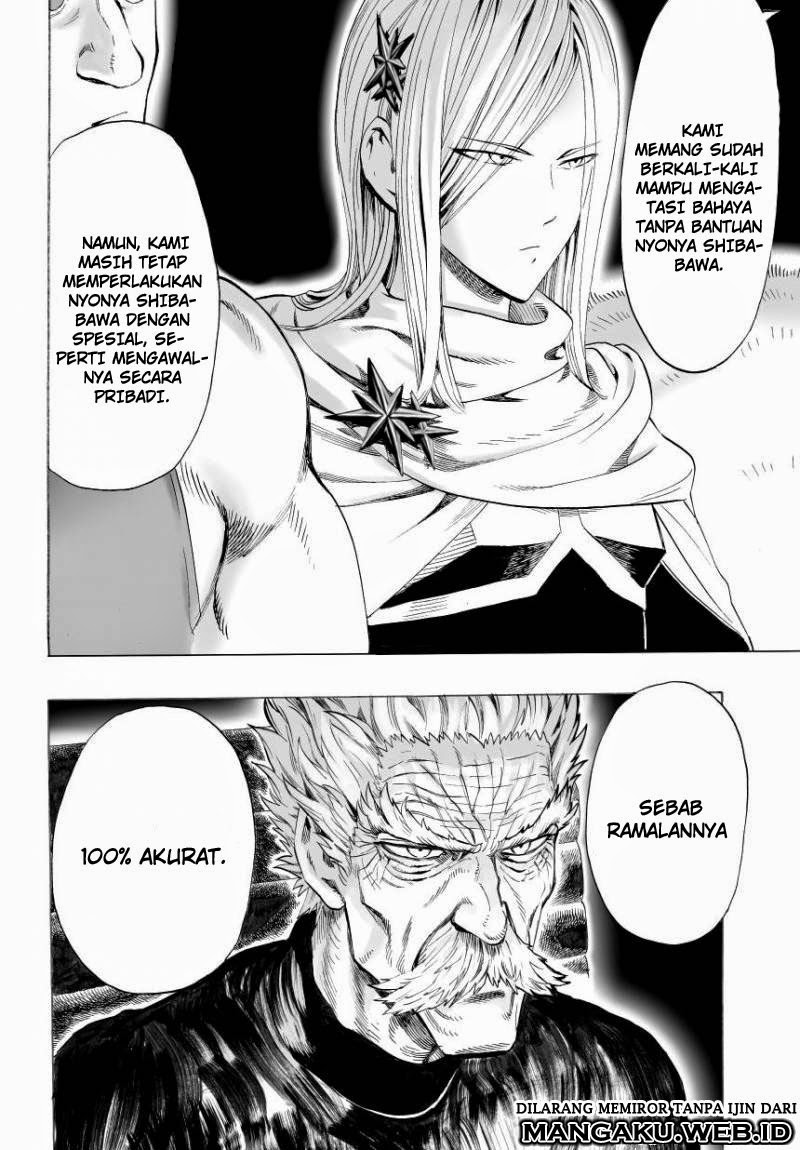 KAMI
MEMANG SUDAH
BERKALI-KALI
MAMPU MENGA-
TASI BAHAYA
TANPA BANTUAN
NYONYA SHIBA-
BAWA.
NAMUN, KAMI
MASIH TETAP
MEMPERLAKUKAN
NYONYA SHIBA-
BAWA DENGAN
SPESIAL, SE-
PERTI MENGAWAL-
NYA SECARA
PRIBADI.
SEBAB
RAMALANNYA
100% AKURAT.
DILARANG MEMIROR TANPA IJIN DARI
MANGAKU.WEB.ID